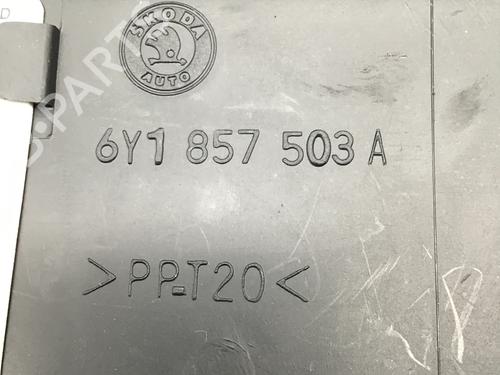 D
ŠKODA
AUTO
6Y1 857 503 A
>PP-T20<